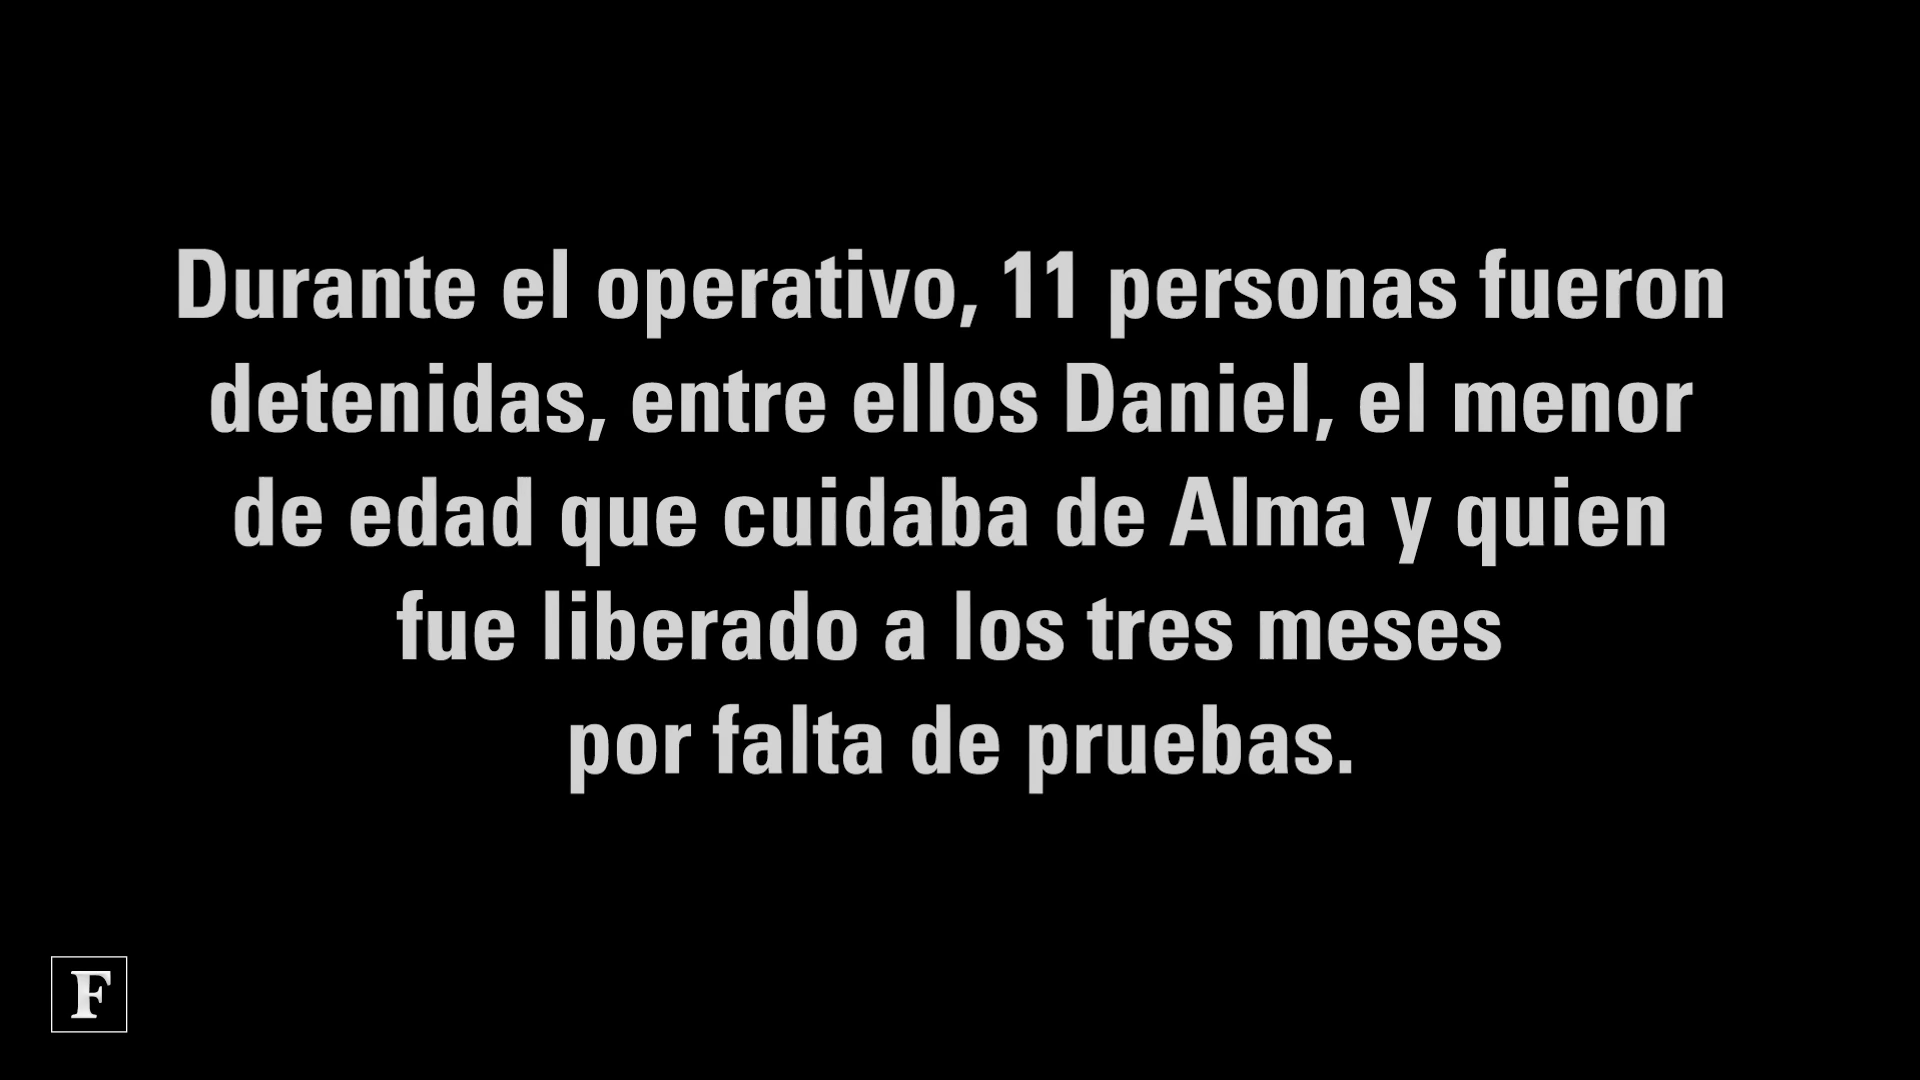 Durante el operativo, 11 personas fueron
detenidas, entre ellos Daniel, el menor
de edad que cuidaba de Alma y quien
fue liberado a los tres meses
por falta de pruebas.
F